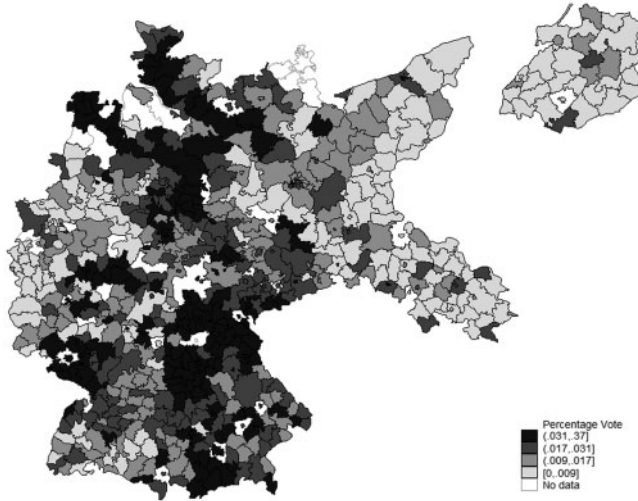 Percentage Vote
(.031,.37]
(.017,.031]
(.009,.017]
[0,.009]
No data